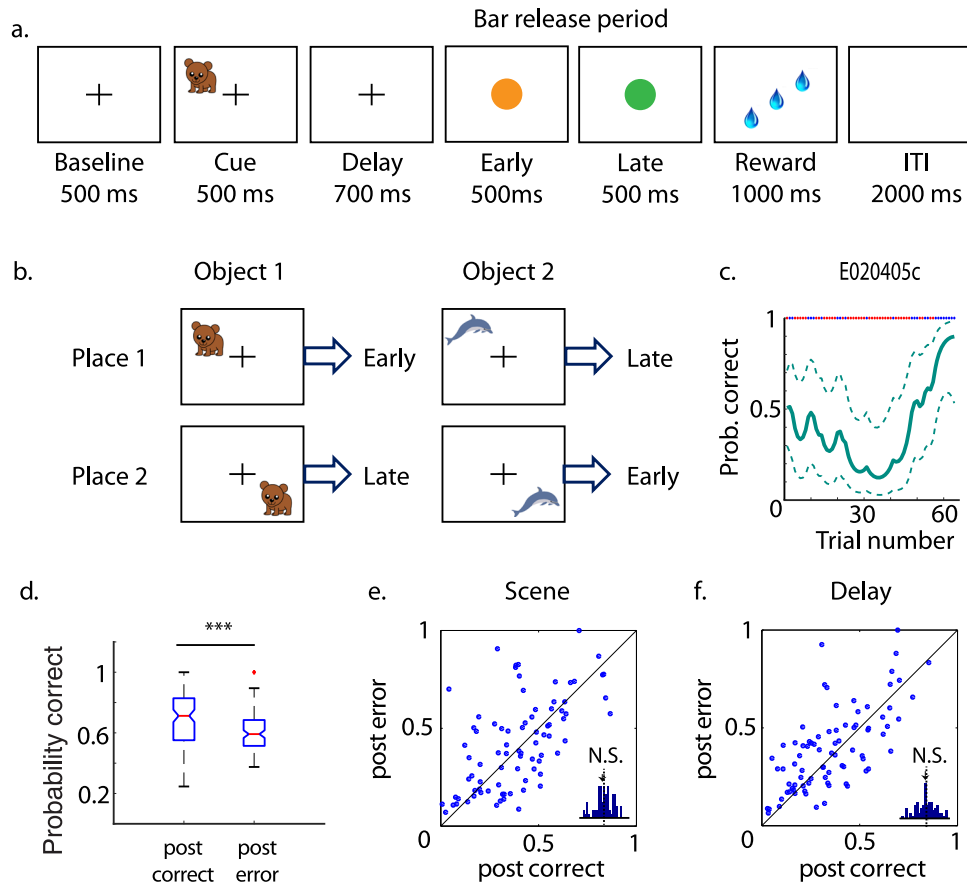 Bar release period
a.
Baseline Cue Delay Early Late Reward ITI
500 ms 500 ms 700 ms 500ms 500 ms 1000 ms 2000 ms
b. Object 1 Object 2
Place 1 Early Late
Place 2 Late Early
c. E020405c
1
0.5
0 30 60
Prob. correct
Trial number
d.
***
1
0.6
0.2
Probability correct
post post
correct error
e. Scene
1
0.5
N.S.
0 0.5 1
post error
post correct
f. Delay
1
0.5
N.S.
0 0.5 1
post error
post correct